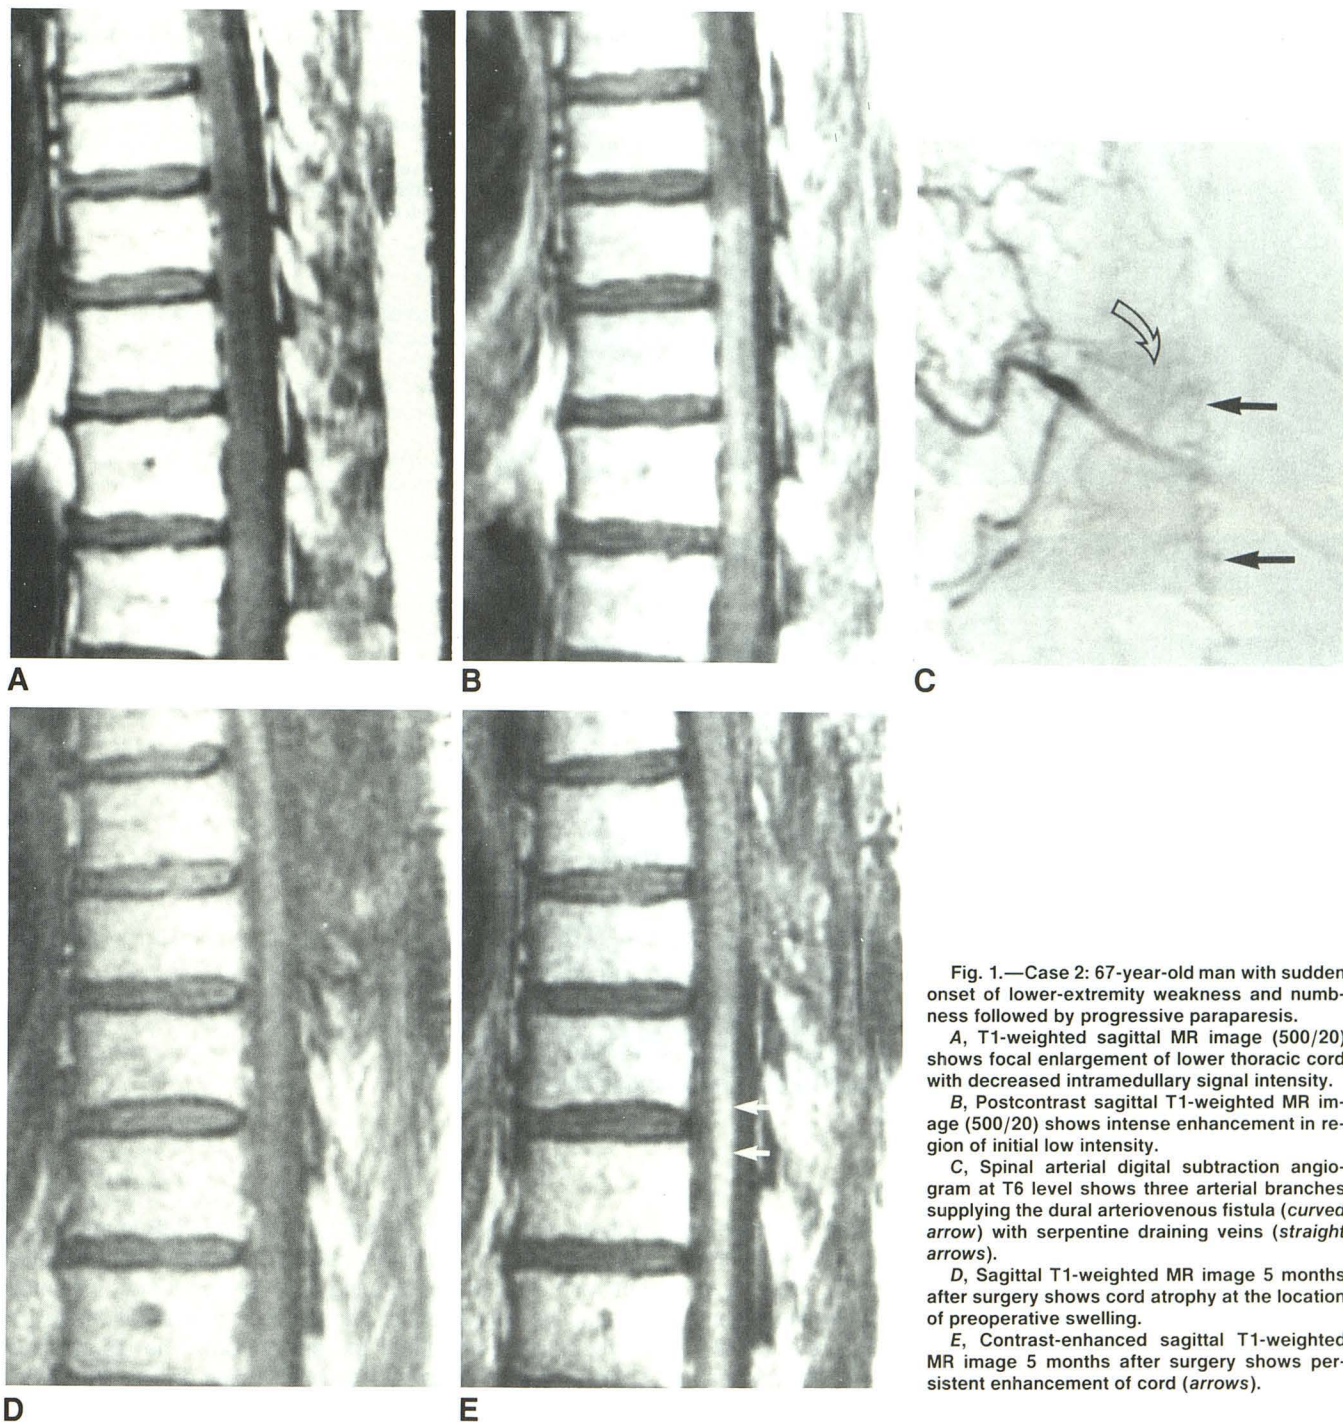 A
B
C
D
E
Fig. 1.—Case 2: 67-year-old man with sudden
onset of lower-extremity weakness and numb-
ness followed by progressive paraparesis.
A, T1-weighted sagittal MR image (500/20)
shows focal enlargement of lower thoracic cord
with decreased intramedullary signal intensity.
B, Postcontrast sagittal T1-weighted MR im-
age (500/20) shows intense enhancement in re-
gion of initial low intensity.
C, Spinal arterial digital subtraction angio-
gram at T6 level shows three arterial branches
supplying the dural arteriovenous fistula (curved
arrow) with serpentine draining veins (straight
arrows).
D, Sagittal T1-weighted MR image 5 months
after surgery shows cord atrophy at the location
of preoperative swelling.
E, Contrast-enhanced sagittal T1-weighted
MR image 5 months after surgery shows per-
sistent enhancement of cord (arrows).